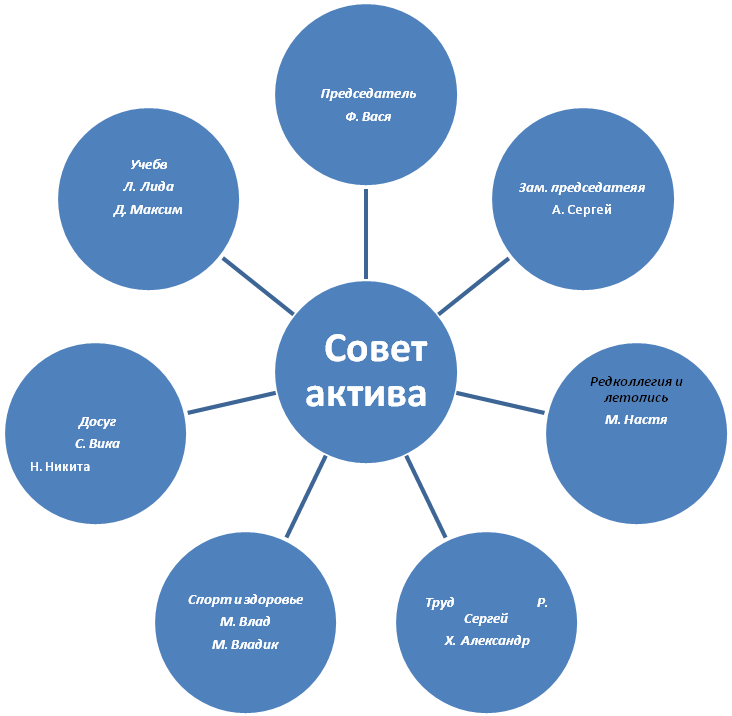 Председатель
Ф. Вася
Зам. председатеяя
А. Сергей
Редколлегия и
летопись
М. Настя
Труд Р.
Сергей
Х. Александр
Спорт и здоровье
М. Влад
М. Владик
Досуг
С. Вика
Н. Никита
Учебв
Л. Лида
Д. Максим
Совет
актива